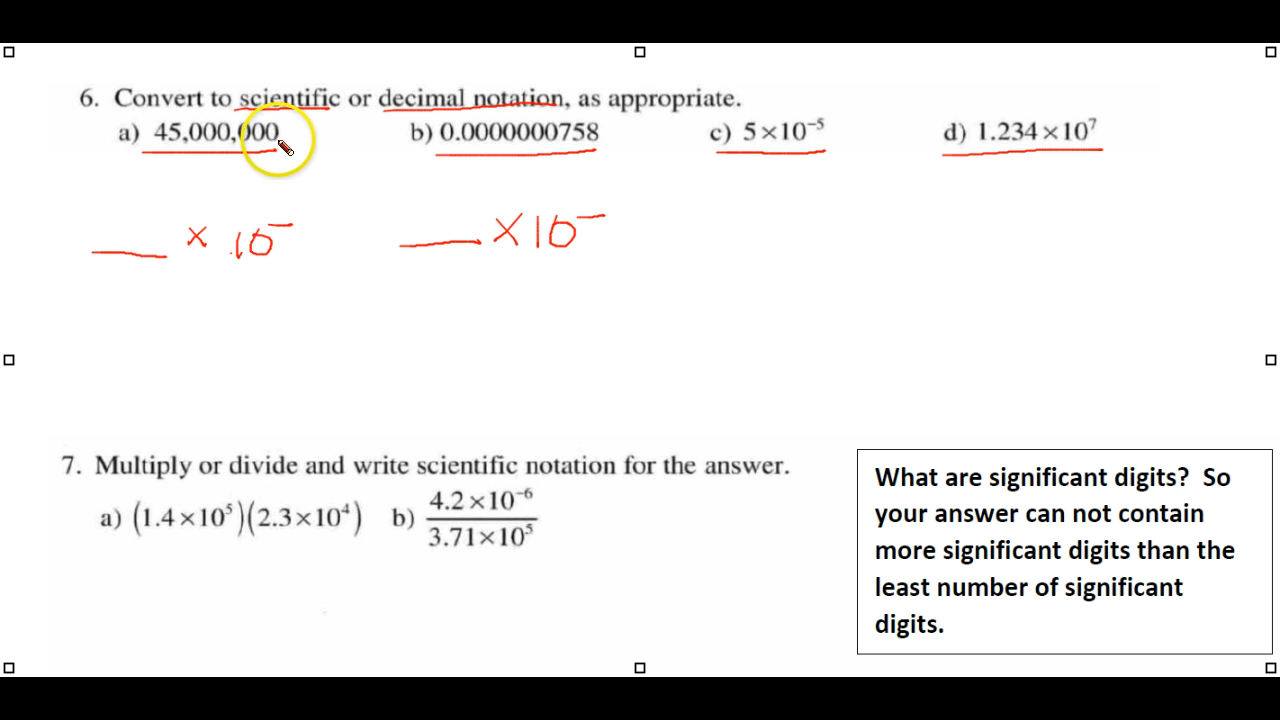 6. Convert to scientific or decimal notation, as appropriate.
a) 45,000,000 b) 0.0000000758 c) 5×10⁻⁵ d) 1.234×10⁷
__ × 10⁻ __ × 10⁻
7. Multiply or divide and write scientific notation for the answer.
a) (1.4×10⁵)(2.3×10⁴) b) 4.2×10⁻⁶
3.71×10⁵
What are significant digits? So
your answer can not contain
more significant digits than the
least number of significant
digits.